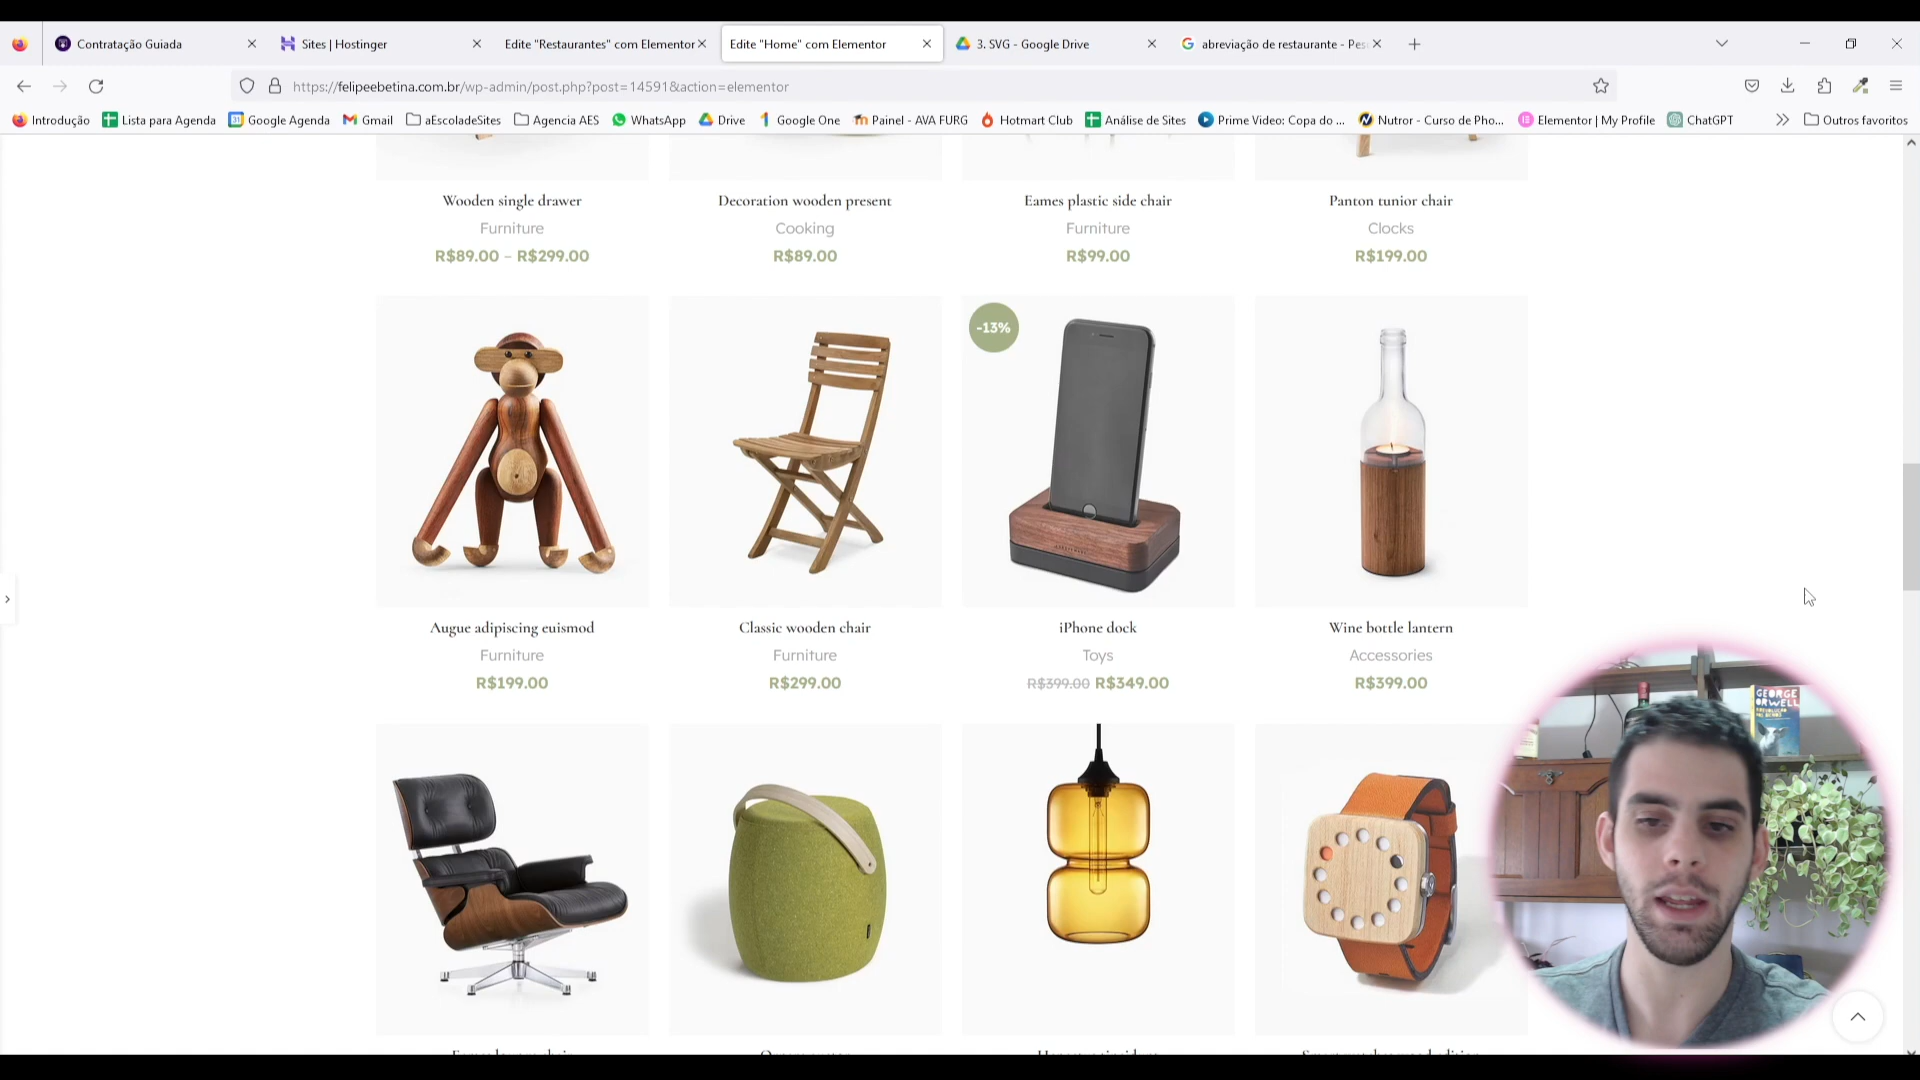 Contratação Guiada
Sites | Hostinger
Edite "Restaurantes" com Elementor
Edite "Home" com Elementor
3. SVG - Google Drive
abreviação de restaurante - Pes
https://felipeebetina.com.br/wp-admin/post.php?post=14591&action=elementor
Introdução
Lista para Agenda
Google Agenda
Gmail
aEscoladeSites
Agencia AES
WhatsApp
Drive
Google One
Painel - AVA FURG
Hotmart Club
Análise de Sites
Prime Video: Copa do ...
Nutror - Curso de Pho...
Elementor | My Profile
ChatGPT
Outros favoritos
Wooden single drawer
Furniture
R$89.00 – R$299.00
Decoration wooden present
Cooking
R$89.00
Eames plastic side chair
Furniture
R$99.00
Panton tunior chair
Clocks
R$199.00
-13%
Augue adipiscing euismod
Furniture
R$199.00
Classic wooden chair
Furniture
R$299.00
iPhone dock
Toys
R$399.00 R$349.00
Wine bottle lantern
Accessories
R$399.00
GEORGE
ORWELL